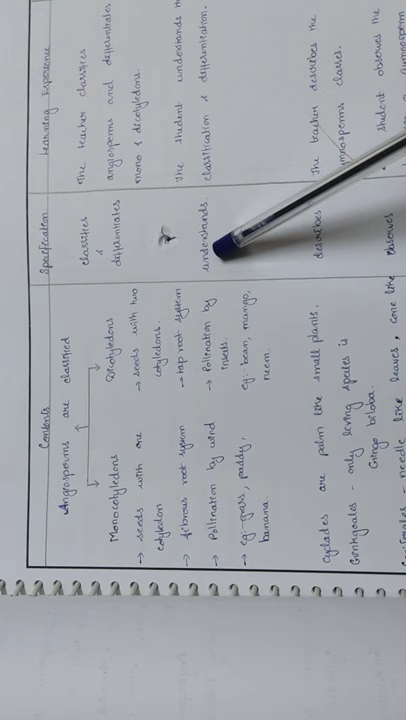 Contents Specification Learning Experience
Angiosperms are classified
Monocotyledons Dicotyledons
→ seeds with one → seeds with two
cotyledon cotyledons.
→ fibrous root system → tap root system
→ Pollination by wind → Pollination by
insects.
→ eg:- grass, paddy, eg:- bean, mango,
banana. neem.
cycades are palm like small plants.
Ginkgoales - only living species is
Gingo biloba.
- needle like leaves, cone like
classifies
&
differentiates
understands
describes
observes
The teacher classifies
angiosperms and differentiates
mono & dicotyledons.
The student understands
classification & differentiation.
The teacher describes the
gymnosperms classes.
student observes the
gymnosperm